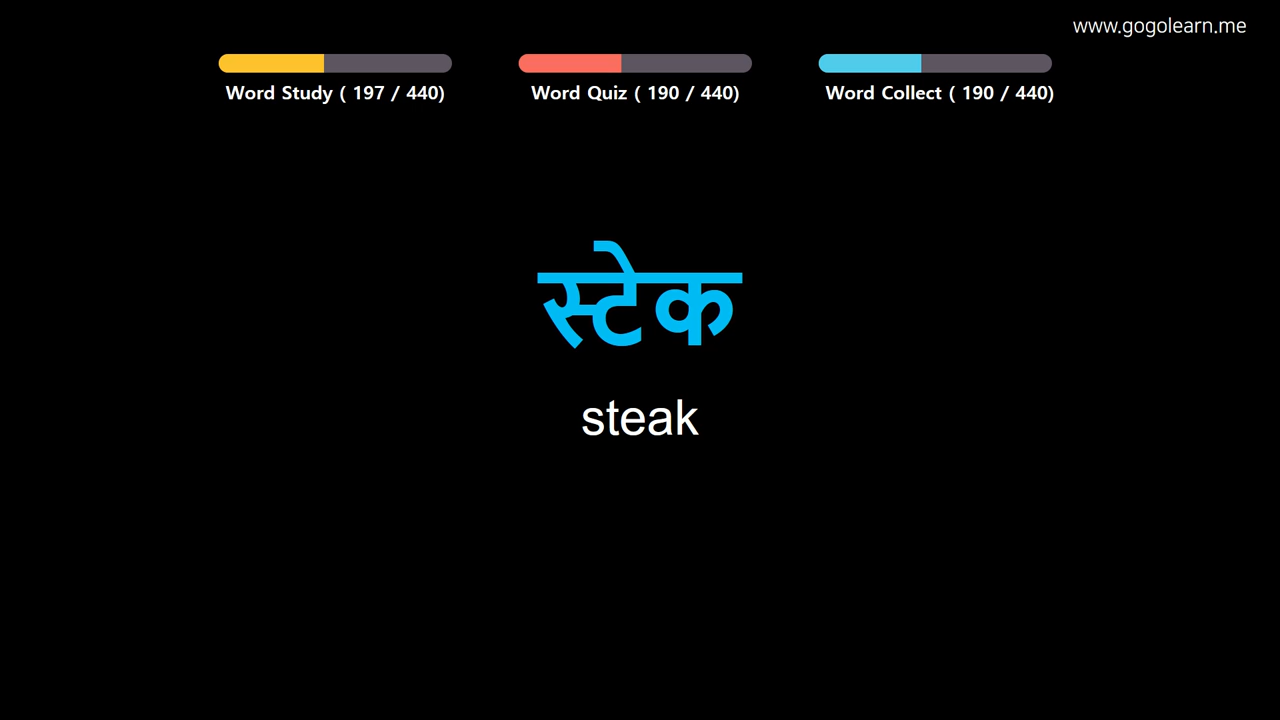 www.gogolearn.me
Word Study ( 197 / 440)
Word Quiz ( 190 / 440)
Word Collect ( 190 / 440)
स्टेक
steak